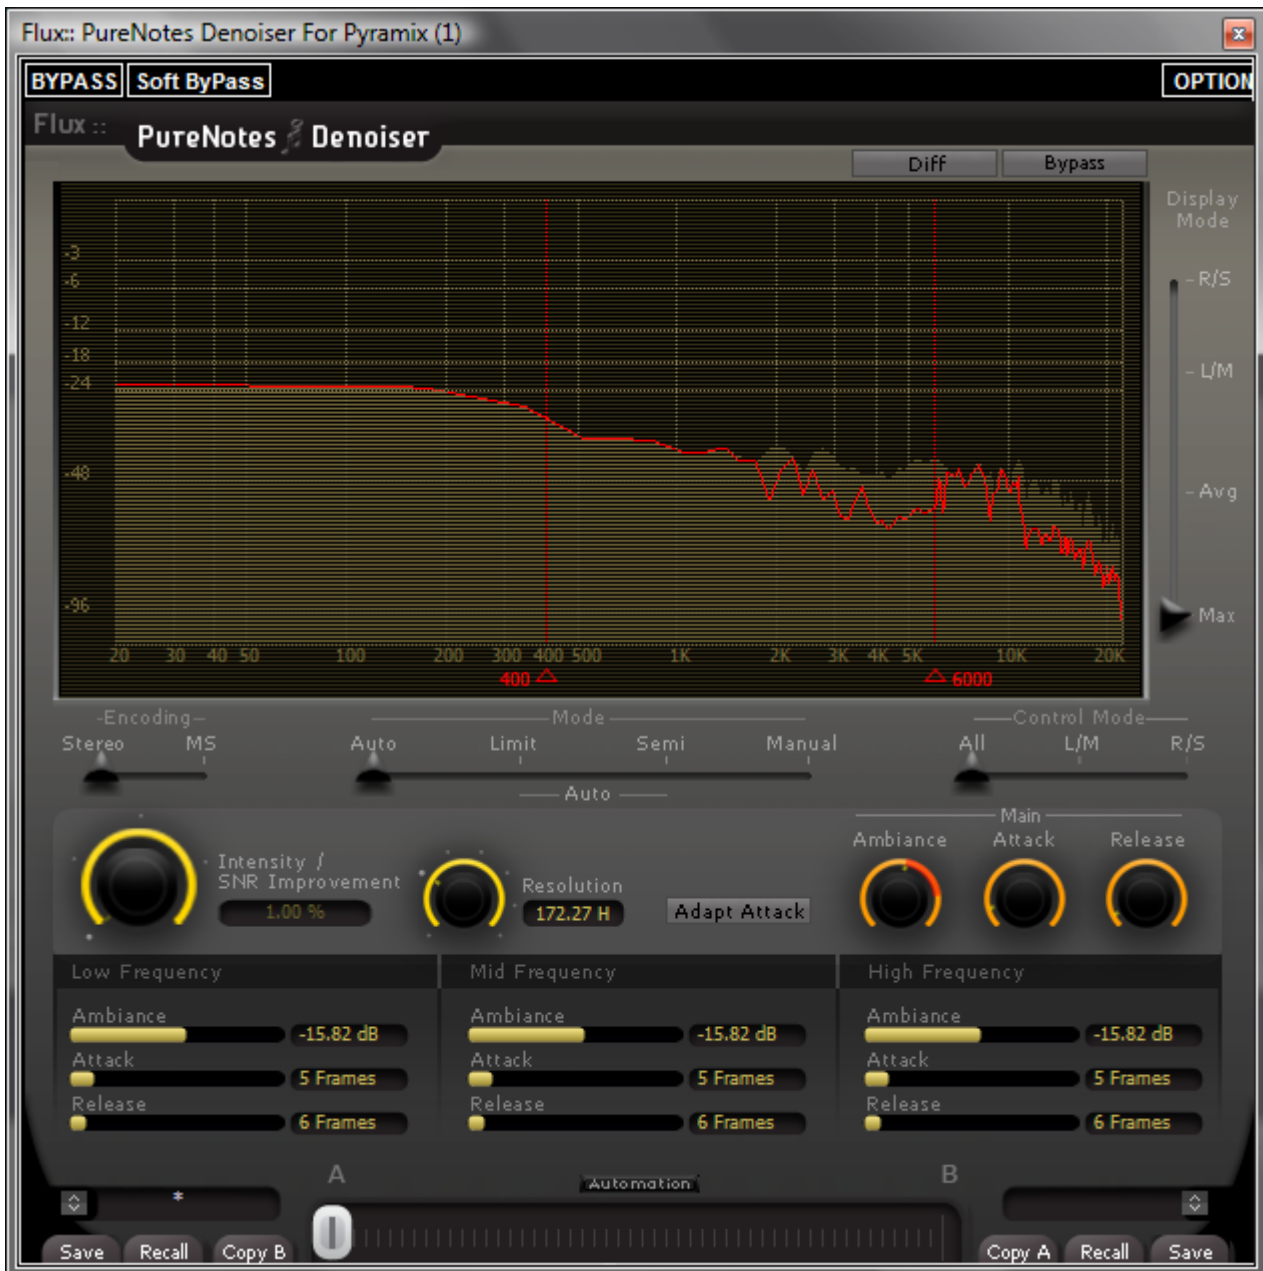 Flux:: PureNotes Denoiser For Pyramix (1)
BYPASS Soft ByPass OPTION
Flux :: PureNotes Denoiser
Diff Bypass
Display
Mode
-3
-6
-12
-18
-24
-48
-96
- R/S
- L/M
- Avg
- Max
20 30 40 50 100 200 300 400 500 1K 2K 3K 4K 5K 10K 20K
400 6000
Encoding Mode Control Mode
Stereo MS Auto Limit Semi Manual All L/M R/S
Auto
Main
Ambiance Attack Release
Intensity /
SNR Improvement
1.00 %
Resolution
172.27 H
Adapt Attack
Low Frequency Mid Frequency High Frequency
Ambiance Ambiance Ambiance
-15.82 dB -15.82 dB -15.82 dB
Attack Attack Attack
5 Frames 5 Frames 5 Frames
Release Release Release
6 Frames 6 Frames 6 Frames
A Automation B
*
Save Recall Copy B Copy A Recall Save